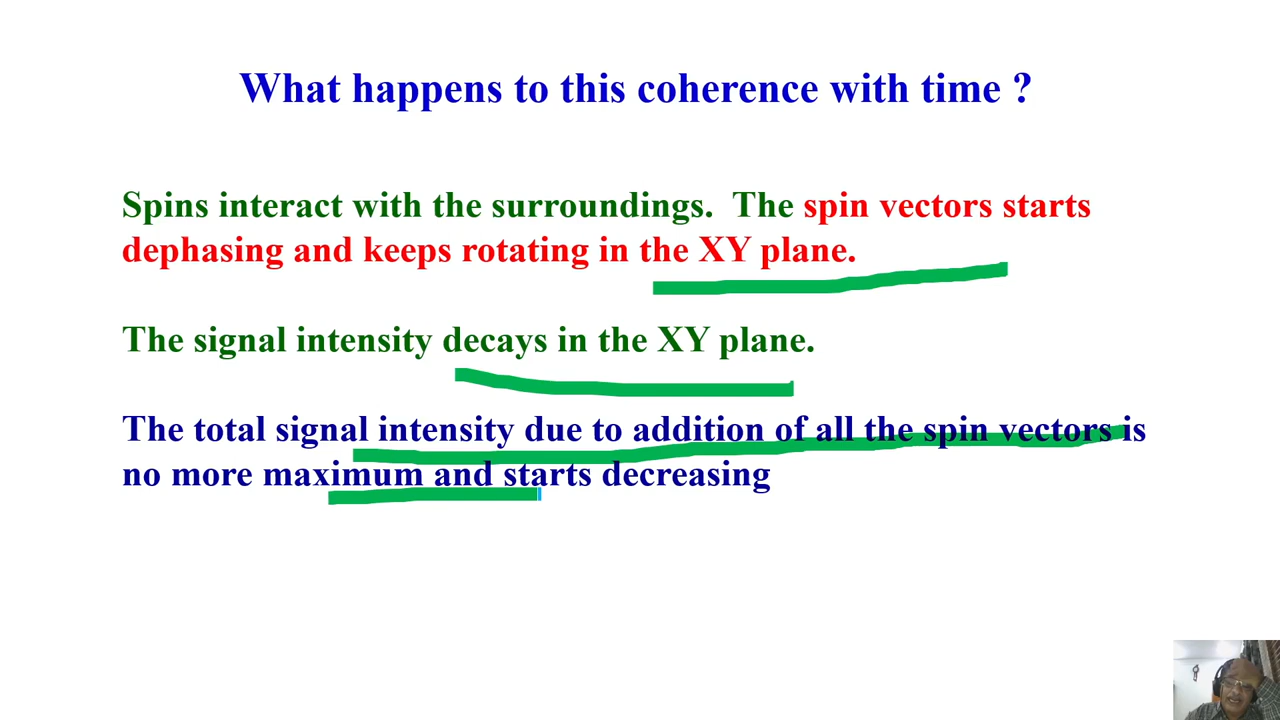 What happens to this coherence with time ?
Spins interact with the surroundings. The spin vectors starts
dephasing and keeps rotating in the XY plane.
The signal intensity decays in the XY plane.
The total signal intensity due to addition of all the spin vectors is
no more maximum and starts decreasing